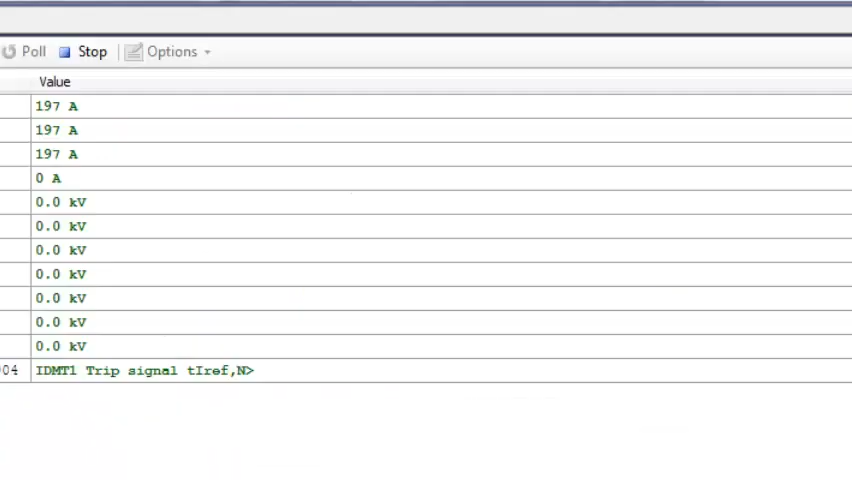 Poll Stop Options
Value
197 A
197 A
197 A
0 A
0.0 kV
0.0 kV
0.0 kV
0.0 kV
0.0 kV
0.0 kV
0.0 kV
04 IDMT1 Trip signal tIref,N>